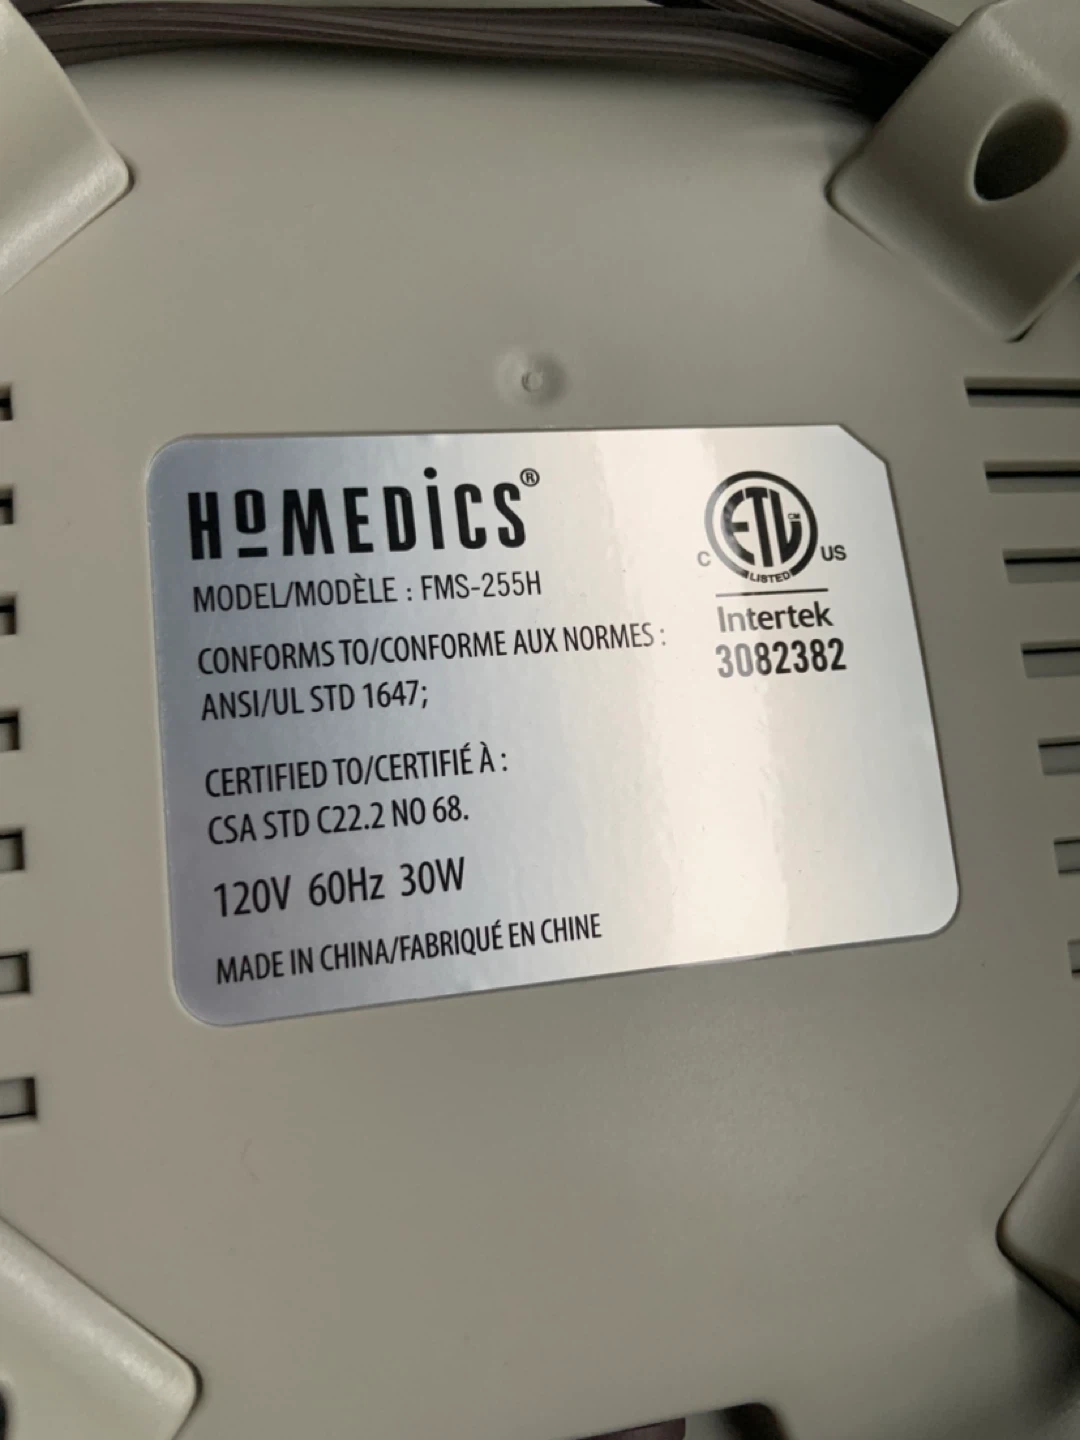 HoMEDiCS®
MODEL/MODÈLE : FMS-255H
CONFORMS TO/CONFORME AUX NORMES :
ANSI/UL STD 1647;
CERTIFIED TO/CERTIFIÉ À :
CSA STD C22.2 NO 68.
120V 60Hz 30W
MADE IN CHINA/FABRIQUÉ EN CHINE
ETL CM
C US
LISTED
Intertek
3082382